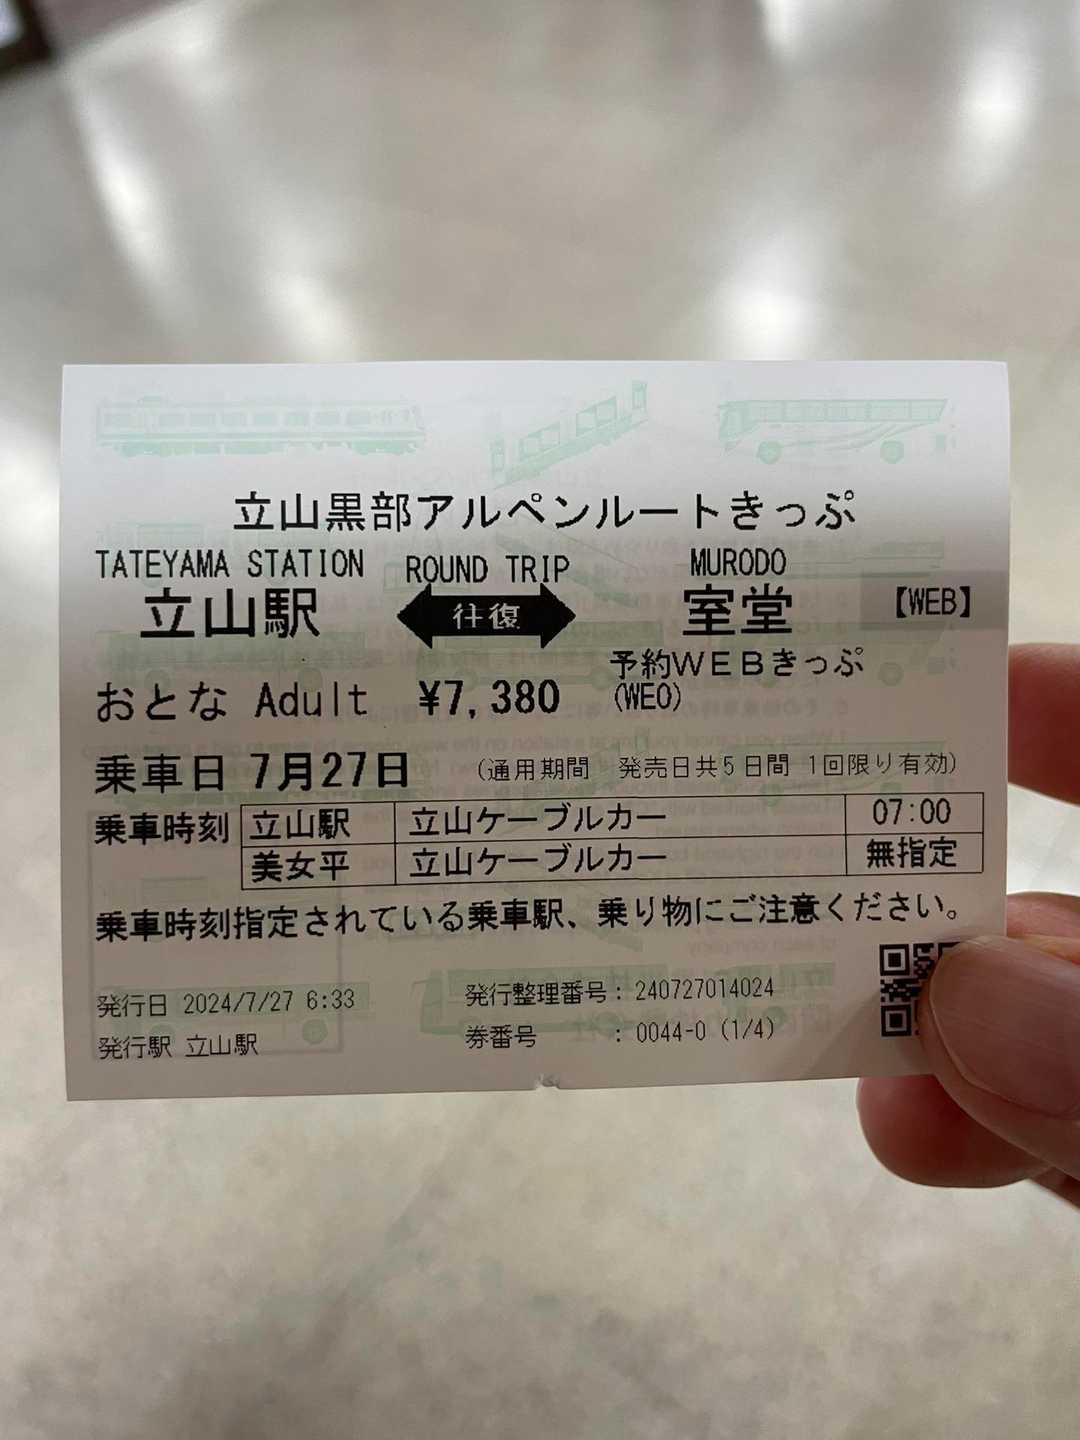 立山黒部アルペンルートきっぷ
TATEYAMA STATION ROUND TRIP MURODO
立山駅 往復 室堂 【WEB】
予約WEBきっぷ
おとな Adult ¥7,380 (WEO)
乗車日 7月27日 (通用期間 発売日共5日間 1回限り有効)
乗車時刻 立山駅 立山ケーブルカー 07:00
美女平 立山ケーブルカー 無指定
乗車時刻指定されている乗車駅、乗り物にご注意ください。
発行日 2024/7/27 6:33 発行整理番号:240727014024
発行駅 立山駅 券番号 :0044-0 (1/4)